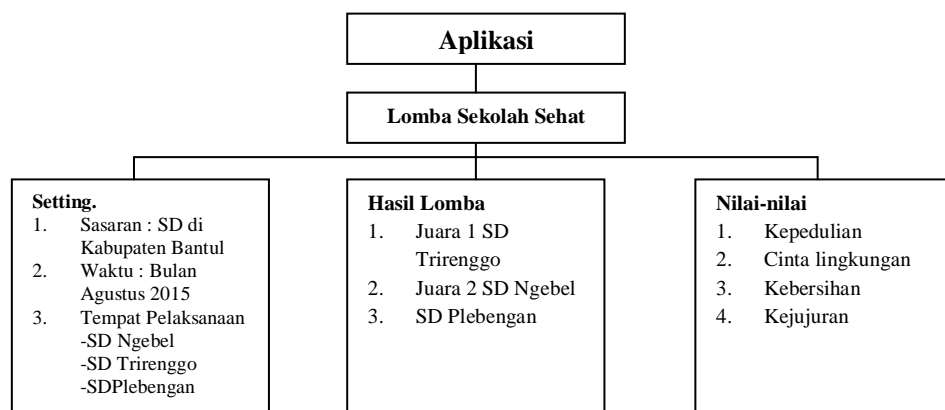 Aplikasi
Lomba Sekolah Sehat
Setting.
1. Sasaran : SD di
Kabupaten Bantul
2. Waktu : Bulan
Agustus 2015
3. Tempat Pelaksanaan
-SD Ngebel
-SD Trirenggo
-SDPlebengan
Hasil Lomba
1. Juara 1 SD
Trirenggo
2. Juara 2 SD Ngebel
3. SD Plebengan
Nilai-nilai
1. Kepedulian
2. Cinta lingkungan
3. Kebersihan
4. Kejujuran